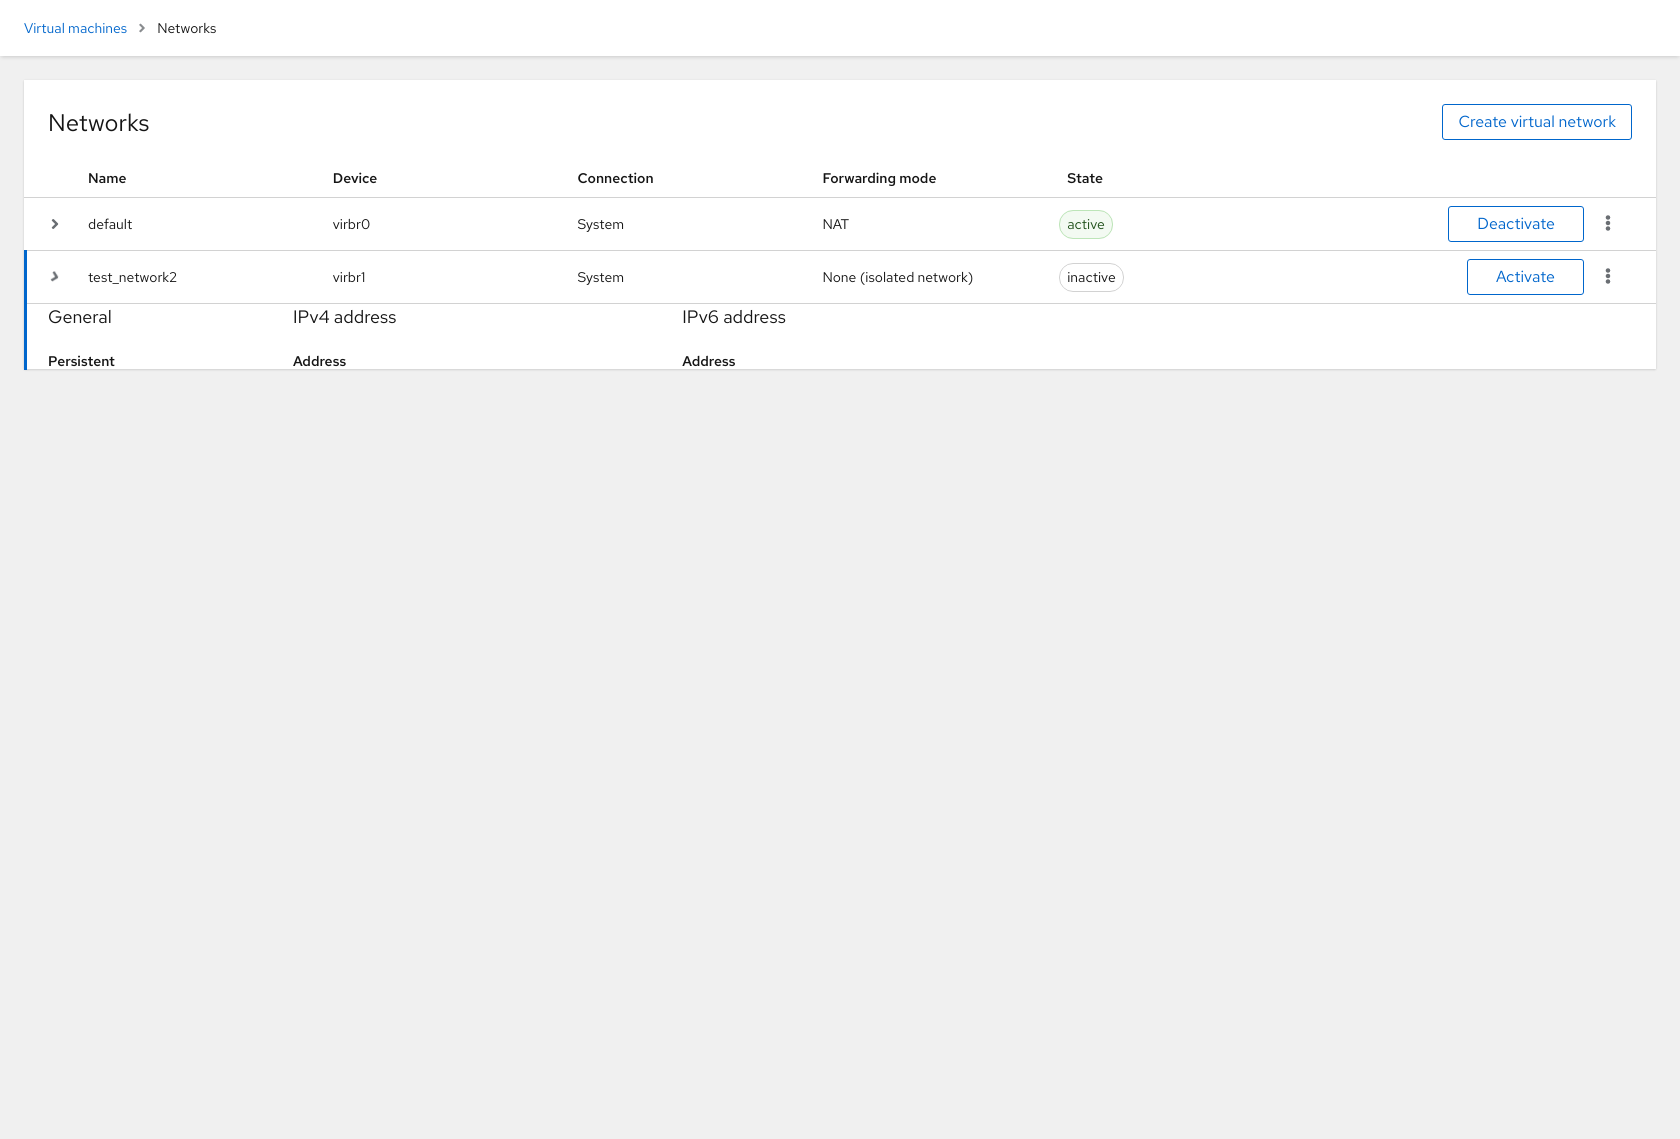 Virtual machines Networks
Networks
Create virtual network
Name Device Connection Forwarding mode State
default virbr0 System NAT active Deactivate
test_network2 virbr1 System None (isolated network) inactive Activate
General IPv4 address IPv6 address
Persistent Address Address